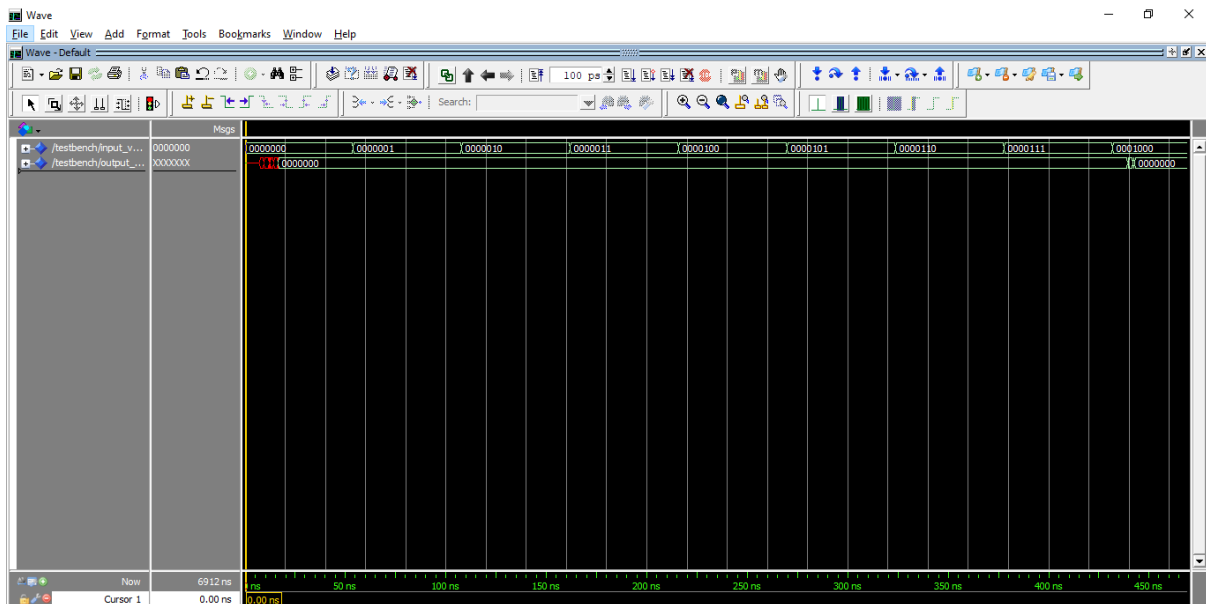 Wave
File Edit View Add Format Tools Bookmarks Window Help
Wave - Default
100 ps
Search:
Msgs
/testbench/input_v... 0000000 0000000 0000001 0000010 0000011 0000100 0000101 0000110 0000111 0001000
/testbench/output_... XXXXXXX 0000000 0000000
Now 6912 ns ns 50 ns 100 ns 150 ns 200 ns 250 ns 300 ns 350 ns 400 ns 450 ns
Cursor 1 0.00 ns 0.00 ns